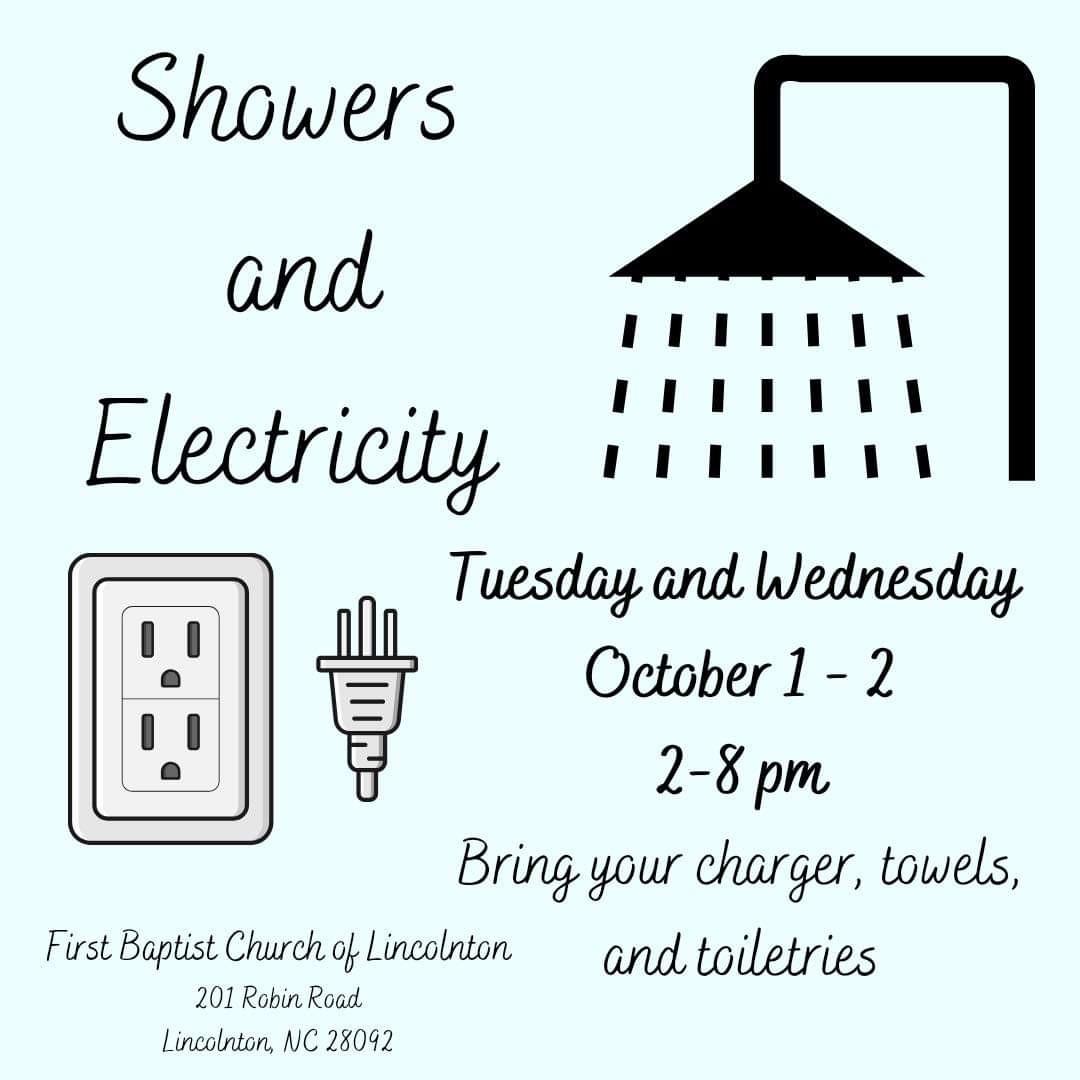 Showers
and
Electricity
Tuesday and Wednesday
October 1 - 2
2-8 pm
Bring your charger, towels,
and toiletries
First Baptist Church of Lincolnton
201 Robin Road
Lincolnton, NC 28092